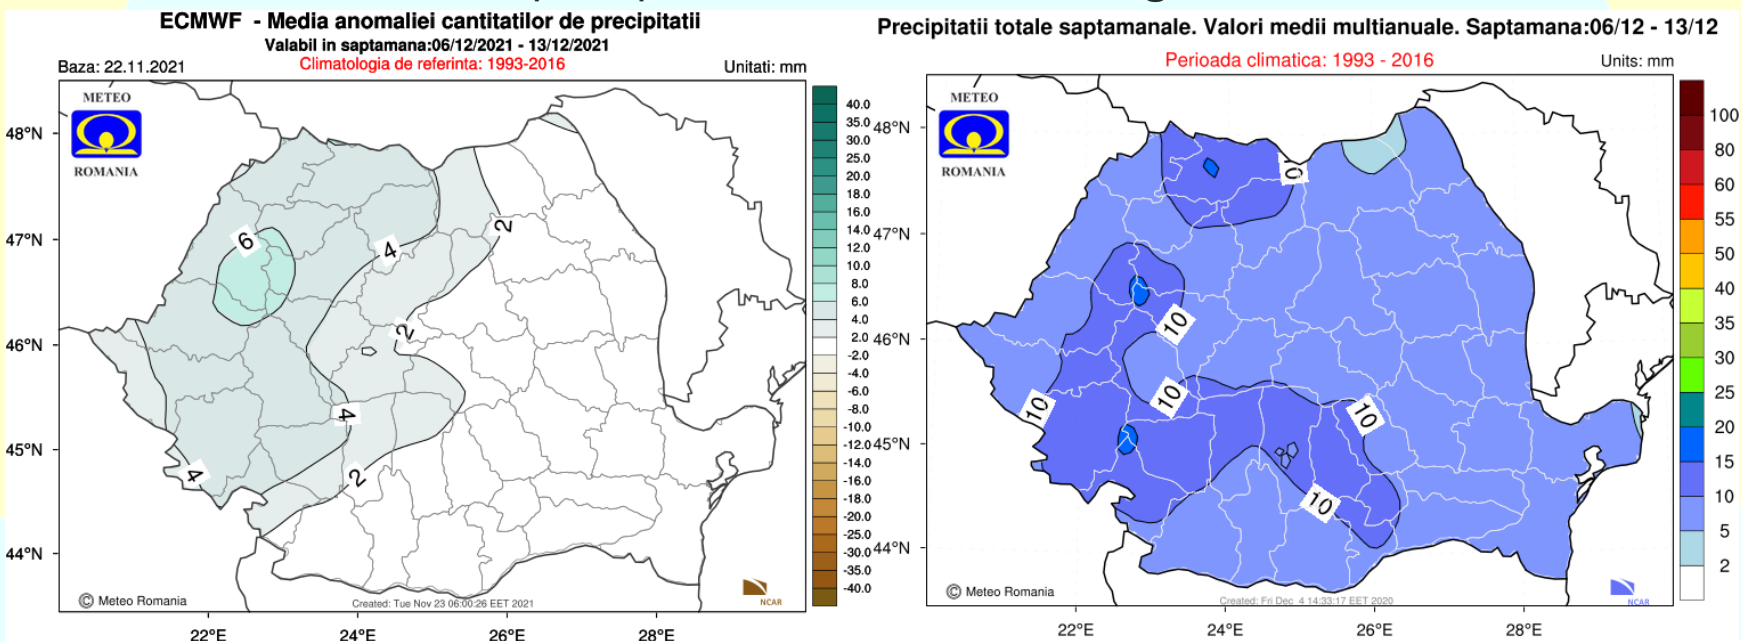 ECMWF - Media anomaliei cantitatilor de precipitatii
Valabil in saptamana:06/12/2021 - 13/12/2021
Baza: 22.11.2021
Climatologia de referinta: 1993-2016
Unitati: mm
METEO
ROMANIA
48°N
47°N
46°N
45°N
44°N
22°E
24°E
26°E
28°E
6
4
2
2
4
4
2
40.0
35.0
30.0
25.0
20.0
18.0
16.0
14.0
12.0
10.0
8.0
6.0
4.0
2.0
-2.0
-4.0
-6.0
-8.0
-10.0
-12.0
-14.0
-16.0
-18.0
-20.0
-25.0
-30.0
-35.0
-40.0
© Meteo Romania
Created: Tue Nov 23 06:00:26 EET 2021
NCAR
Precipitatii totale saptamanale. Valori medii multianuale. Saptamana:06/12 - 13/12
Perioada climatica: 1993 - 2016
Units: mm
METEO
ROMANIA
48°N
47°N
46°N
45°N
44°N
22°E
24°E
26°E
28°E
10
10
10
10
10
100
80
60
55
50
40
35
30
25
20
15
10
5
2
© Meteo Romania
Created: Fri Dec 4 14:33:17 EET 2020
NCAR